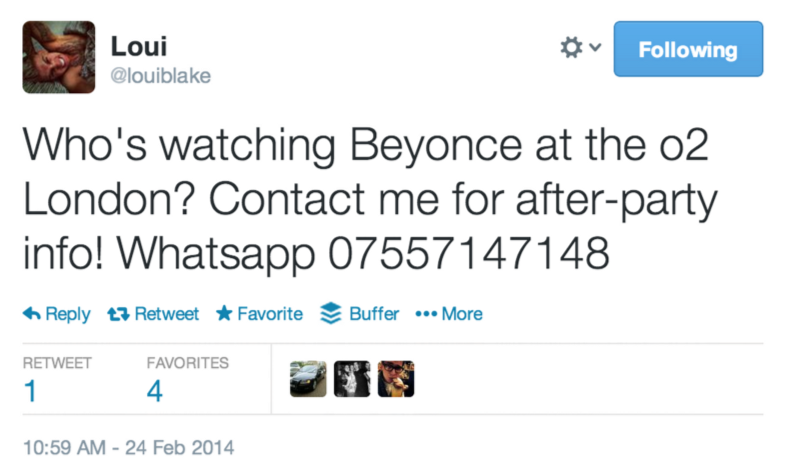 Loui
@louiblake
Following
Who's watching Beyonce at the o2
London? Contact me for after-party
info! Whatsapp 07557147148
Reply Retweet Favorite Buffer More
RETWEET FAVORITES
1 4
10:59 AM - 24 Feb 2014